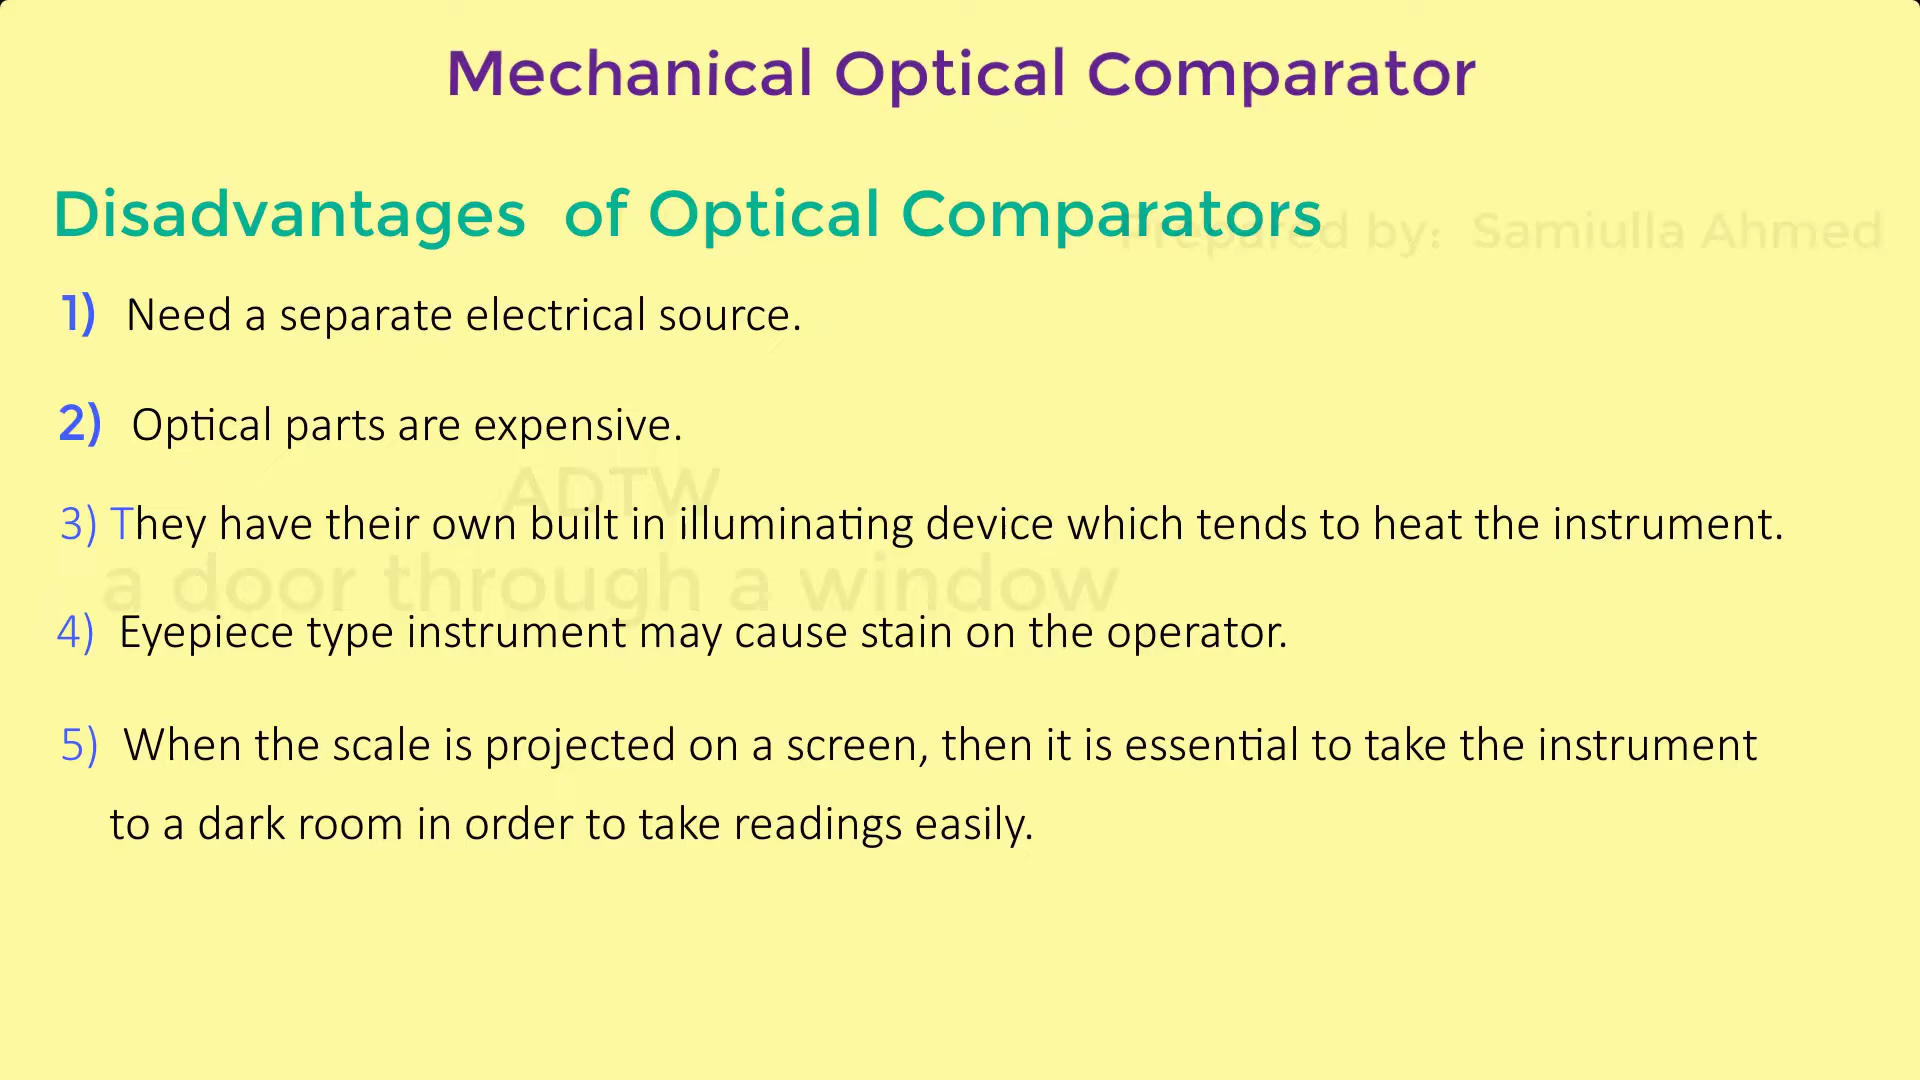 Mechanical Optical Comparator
Disadvantages of Optical Comparators
Prepared by: Samiulla Ahmed
1) Need a separate electrical source.
2) Optical parts are expensive.
ADTW
3) They have their own built in illuminating device which tends to heat the instrument.
a door through a window
4) Eyepiece type instrument may cause stain on the operator.
5) When the scale is projected on a screen, then it is essential to take the instrument
to a dark room in order to take readings easily.